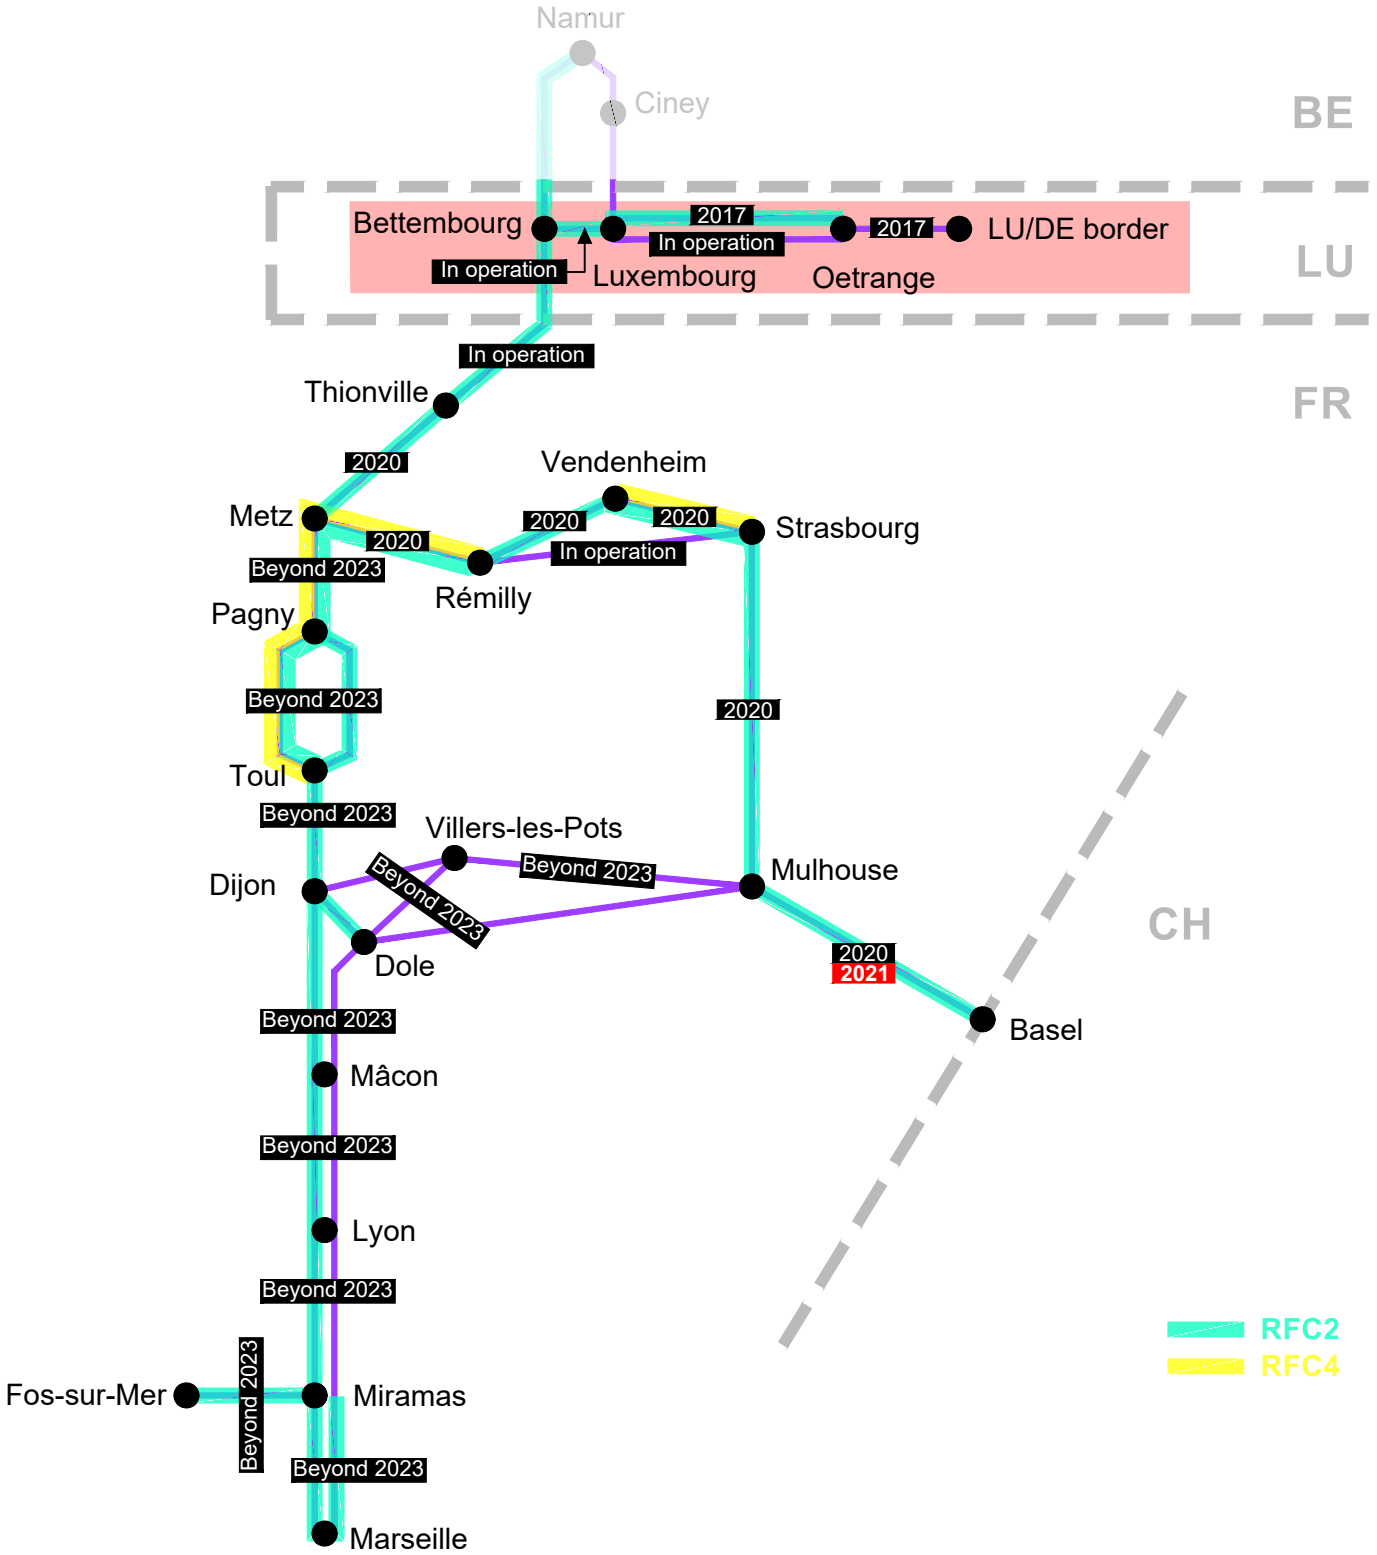 Namur
Ciney
BE
Bettembourg
2017
In operation
2017
LU/DE border
In operation
Luxembourg
Oetrange
LU
In operation
Thionville
FR
2020
Vendenheim
Metz
2020
2020
2020
Strasbourg
In operation
Beyond 2023
Rémilly
Pagny
Beyond 2023
2020
Toul
Beyond 2023
Villers-les-Pots
Beyond 2023
Beyond 2023
Mulhouse
Dijon
CH
Dole
2020
2021
Beyond 2023
Basel
Mâcon
Beyond 2023
Lyon
Beyond 2023
RFC2
RFC4
Fos-sur-Mer
Beyond 2023
Miramas
Beyond 2023
Marseille